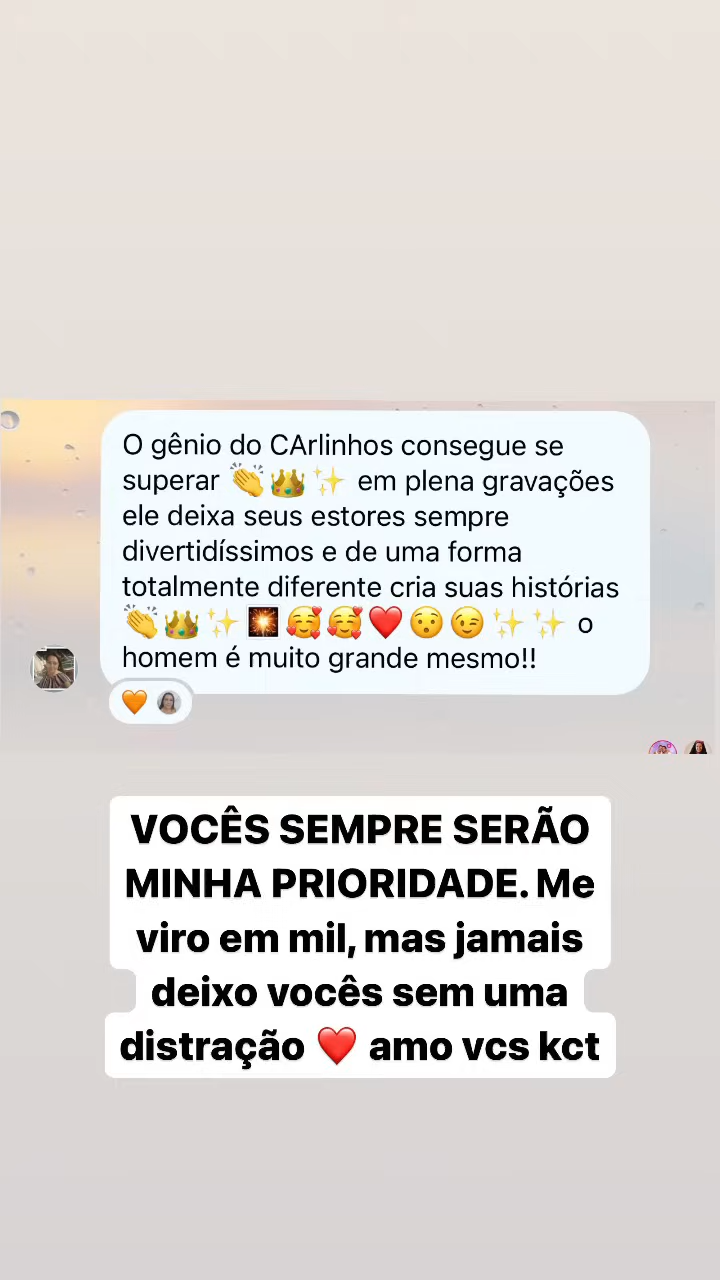 O gênio do CArlinhos consegue se
superar 👏👑✨ em plena gravações
ele deixa seus estores sempre
divertidíssimos e de uma forma
totalmente diferente cria suas histórias
👏👑✨🎇🥰🥰❤️😯😉✨✨ o
homem é muito grande mesmo!!
🧡
VOCÊS SEMPRE SERÃO
MINHA PRIORIDADE. Me
viro em mil, mas jamais
deixo vocês sem uma
distração ❤️ amo vcs kct